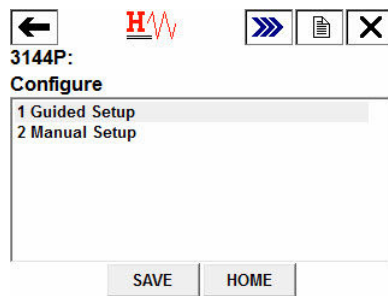 H
3144P:
Configure
1 Guided Setup
2 Manual Setup
SAVE HOME